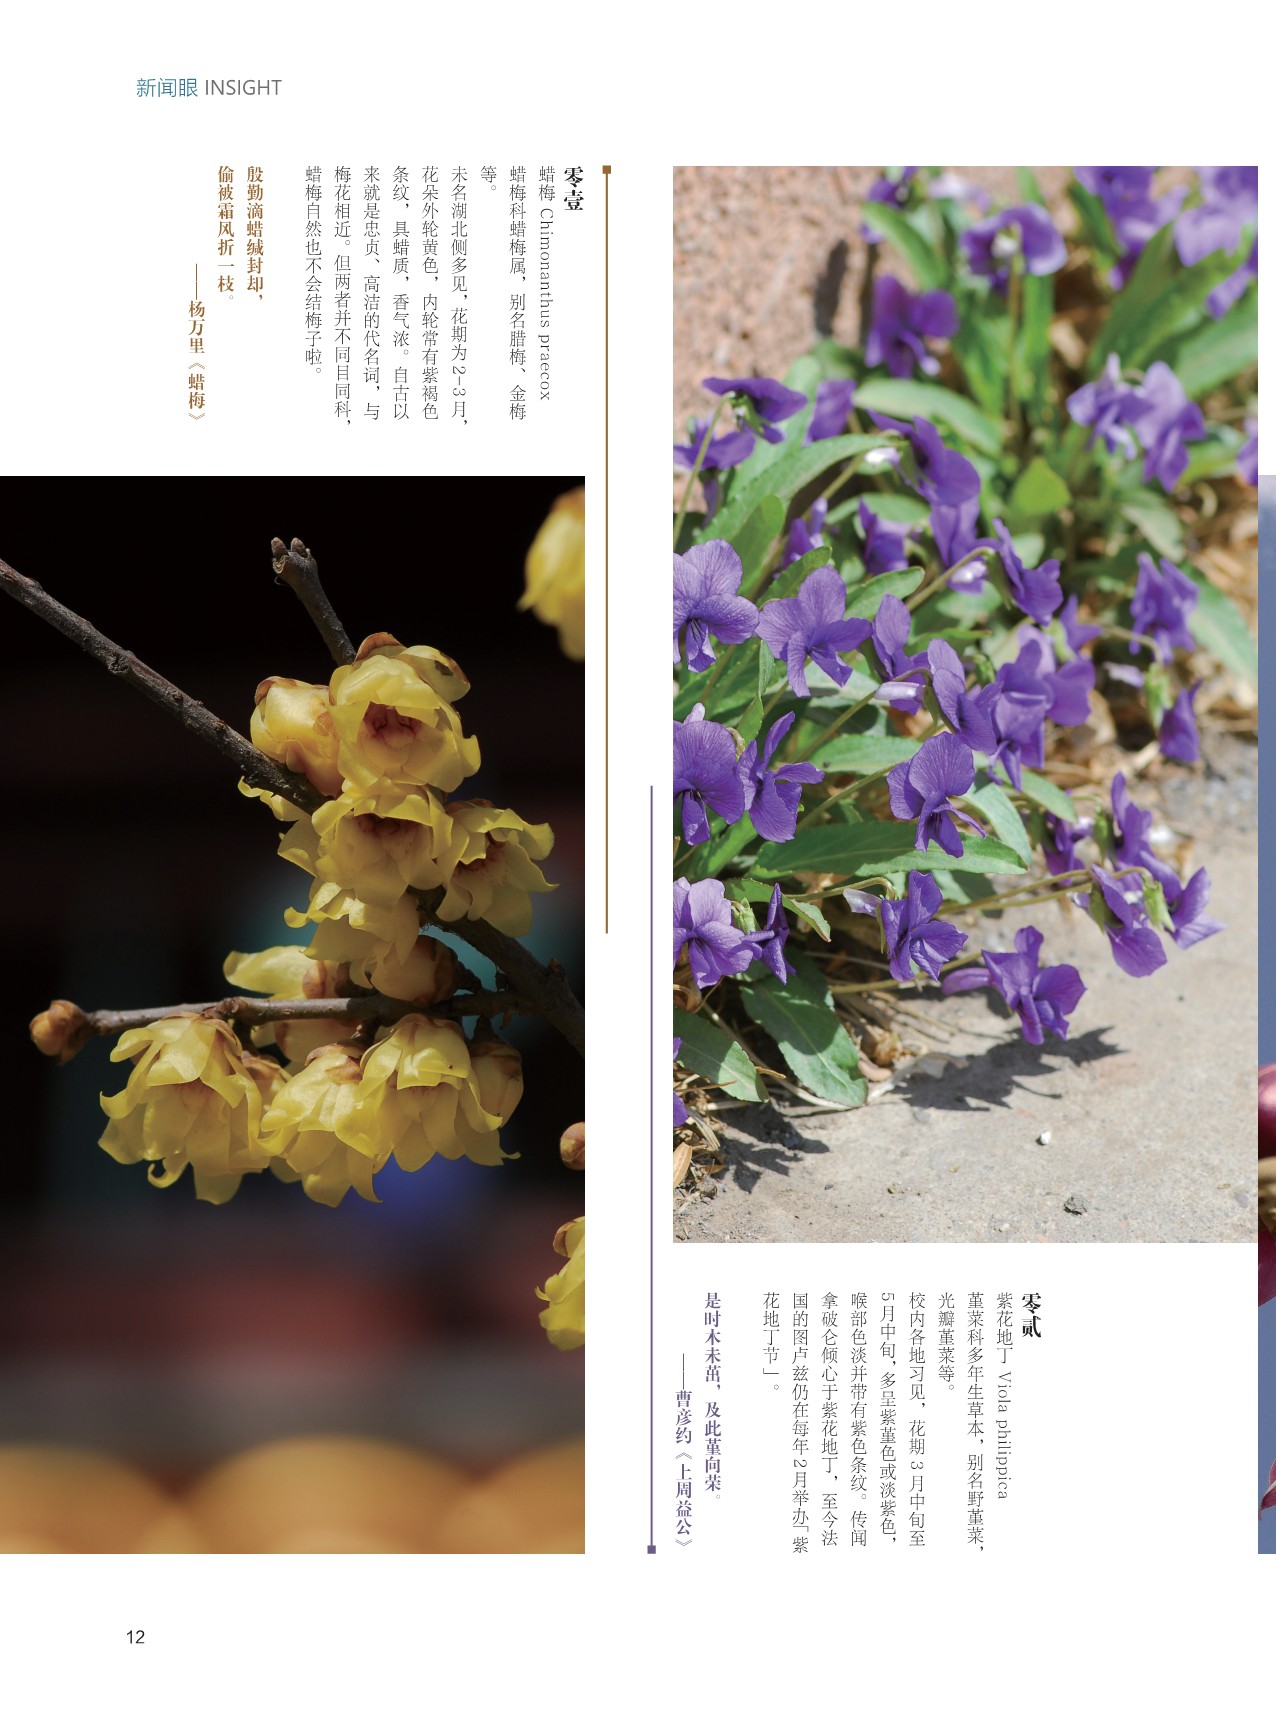 新闻眼 INSIGHT
零壹
蜡梅 Chimonanthus praecox
蜡梅科蜡梅属，别名腊梅、金梅
等。
未名湖北侧多见，花期为 2-3 月，
花朵外轮黄色，内轮常有紫褐色
条纹，具蜡质，香气浓。自古以
来就是忠贞、高洁的代名词，与
梅花相近。但两者并不同目同科，
蜡梅自然也不会结梅子啦。
殷勤滴蜡缄封却，
偷被霜风折一枝。
——杨万里《蜡梅》
零贰
紫花地丁 Viola philippica
堇菜科多年生草本，别名野堇菜，
光瓣堇菜等。
校内各地习见，花期 3 月中旬至
5 月中旬，多呈紫堇色或淡紫色，
喉部色淡并带有紫色条纹。传闻
拿破仑倾心于紫花地丁，至今法
国的图卢兹仍在每年 2 月举办「紫
花地丁节」。
是时木未茁，及此堇向荣。
——曹彦约《上周益公》
12